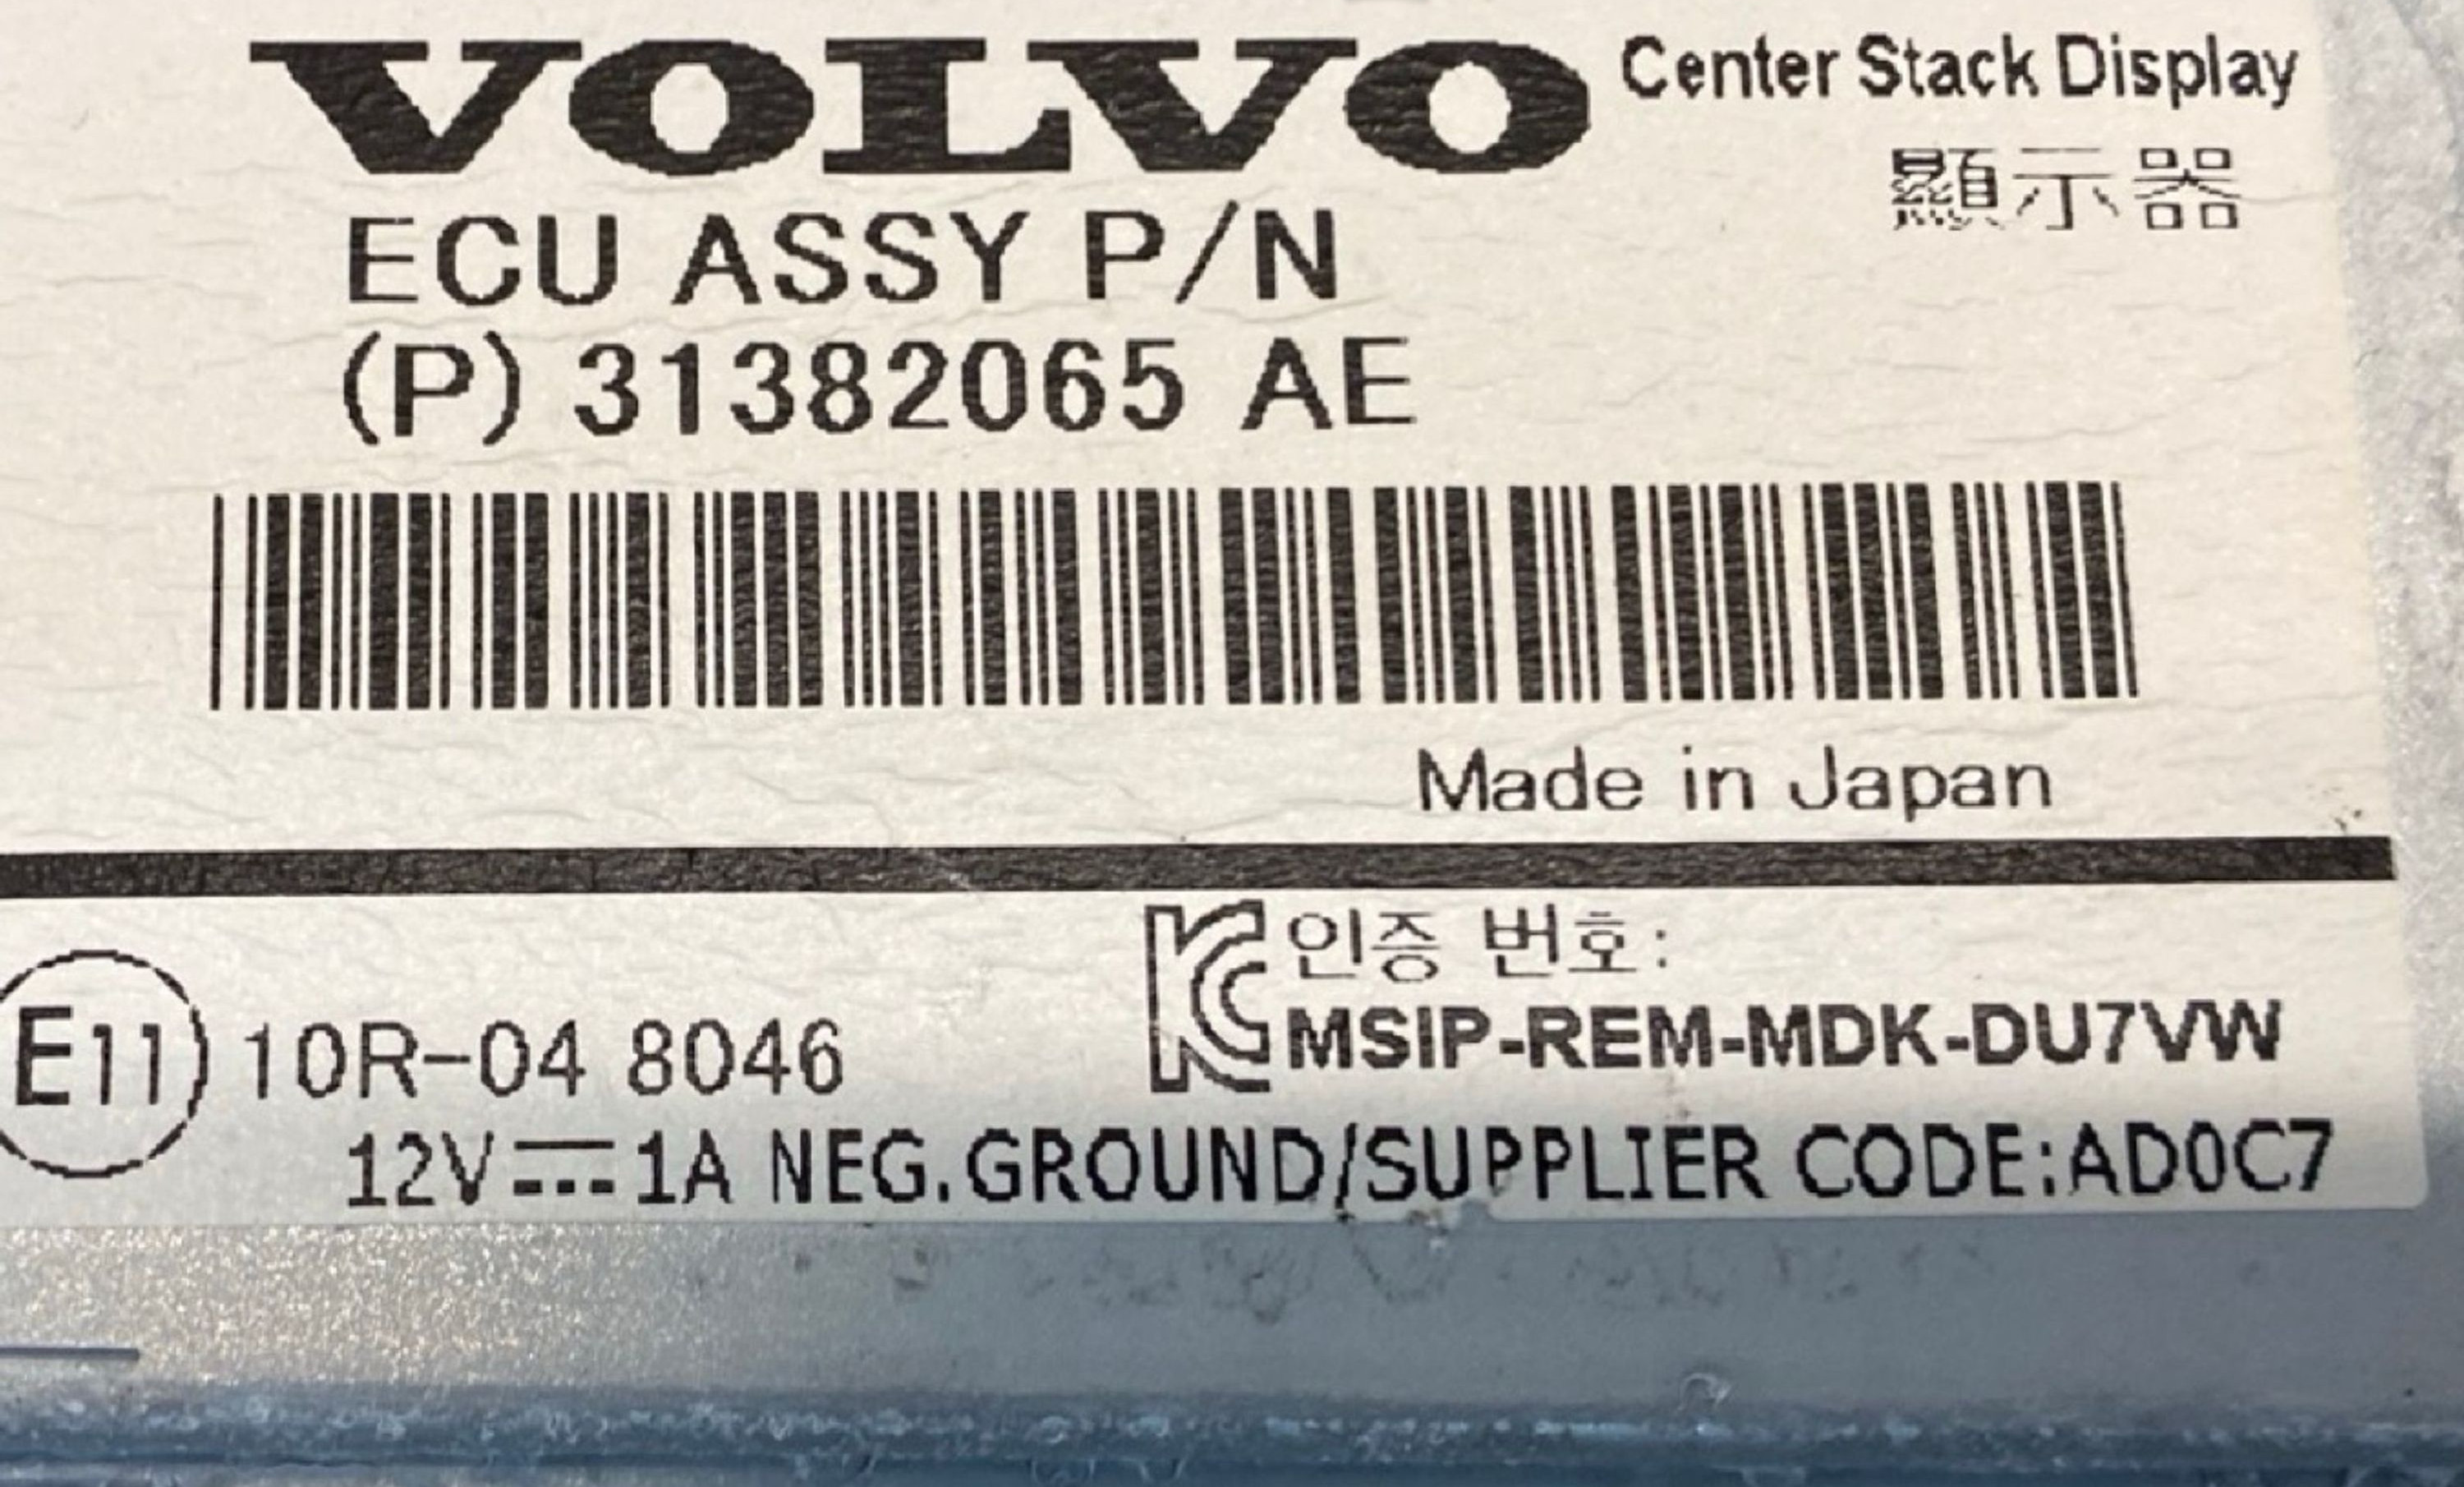 VOLVO Center Stack Display
顯示器
ECU ASSY P/N
(P) 31382065 AE
Made in Japan
인증 번호:
E11 10R-04 8046 MSIP-REM-MDK-DU7VW
12V⎓1A NEG.GROUND/SUPPLIER CODE:AD0C7